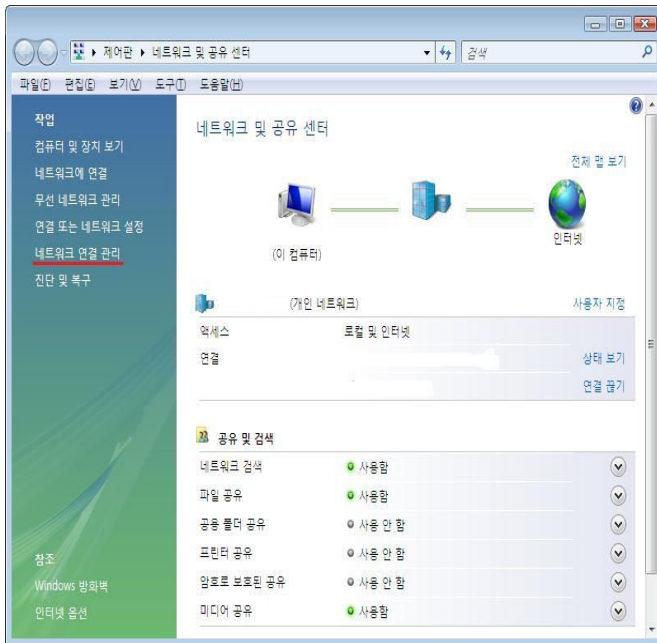 제어판 ▸ 네트워크 및 공유 센터
검색
파일(F) 편집(E) 보기(V) 도구(T) 도움말(H)
작업
컴퓨터 및 장치 보기
네트워크에 연결
무선 네트워크 관리
연결 또는 네트워크 설정
네트워크 연결 관리
진단 및 복구
참조
Windows 방화벽
인터넷 옵션
네트워크 및 공유 센터
전체 맵 보기
(이 컴퓨터)
인터넷
(개인 네트워크) 사용자 지정
액세스 로컬 및 인터넷
연결 상태 보기
연결 끊기
공유 및 검색
네트워크 검색 사용함
파일 공유 사용함
공용 폴더 공유 사용 안 함
프린터 공유 사용 안 함
암호로 보호된 공유 사용 안 함
미디어 공유 사용함